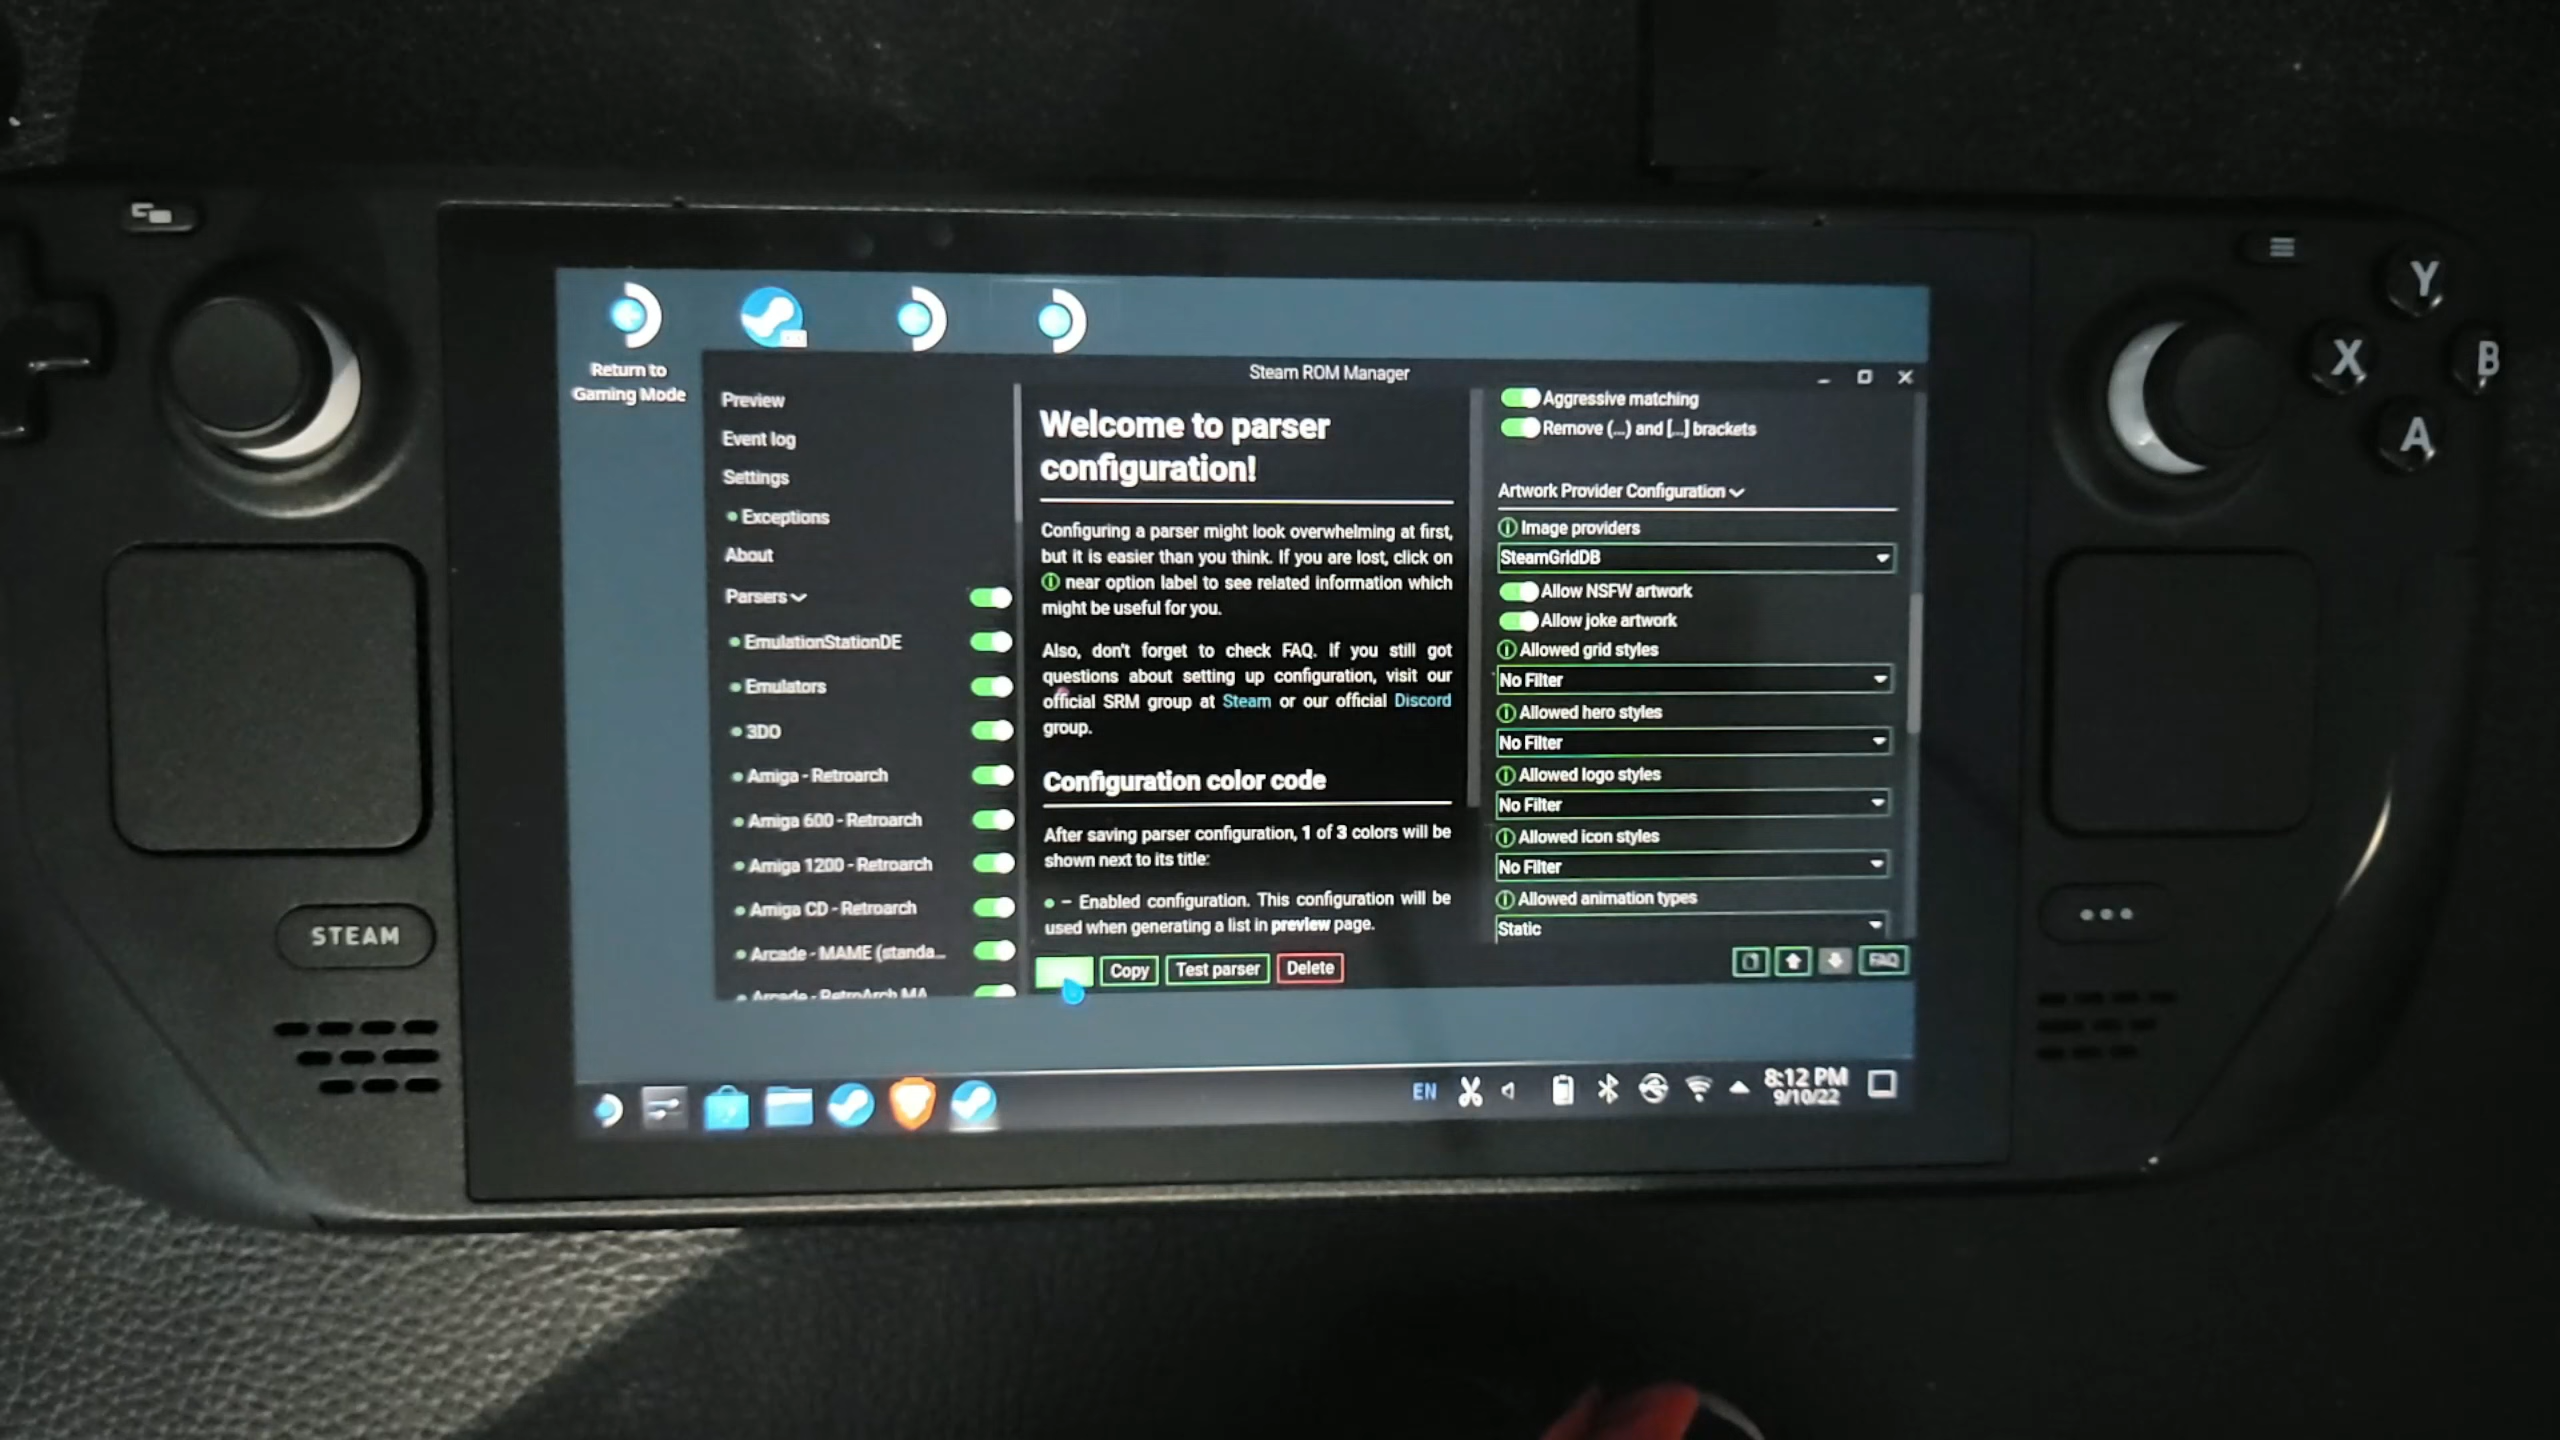 Return to
Gaming Mode
Steam ROM Manager
Preview
Event log
Settings
Exceptions
About
Parsers
EmulationStationDE
Emulators
3DO
Amiga - Retroarch
Amiga 600 - Retroarch
Amiga 1200 - Retroarch
Amiga CD - Retroarch
Arcade - MAME (standa...
Arcade - RetroArch MA
Welcome to parser
configuration!
Configuring a parser might look overwhelming at first,
but it is easier than you think. If you are lost, click on
near option label to see related information which
might be useful for you.
Also, don't forget to check FAQ. If you still got
questions about setting up configuration, visit our
official SRM group at Steam or our official Discord
group.
Configuration color code
After saving parser configuration, 1 of 3 colors will be
shown next to its title:
– Enabled configuration. This configuration will be
used when generating a list in preview page.
Copy
Test parser
Delete
Aggressive matching
Remove (...) and [...] brackets
Artwork Provider Configuration
Image providers
SteamGridDB
Allow NSFW artwork
Allow joke artwork
Allowed grid styles
No Filter
Allowed hero styles
No Filter
Allowed logo styles
No Filter
Allowed icon styles
No Filter
Allowed animation types
Static
FAQ
EN
8:12 PM
9/10/22
STEAM
Y
X
B
A